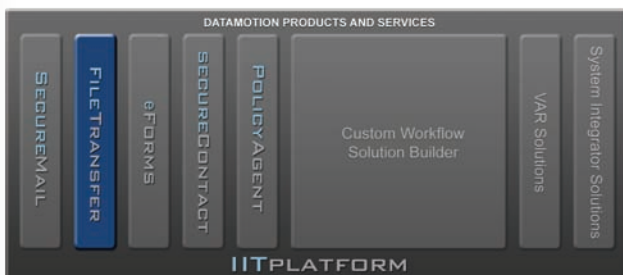 DATAMOTION PRODUCTS AND SERVICES
SECUREMAIL
FILETRANSFER
eFORMS
SECURECONTACT
POLICYAGENT
Custom Workflow
Solution Builder
VAR Solutions
System Integrator Solutions
IITPLATFORM